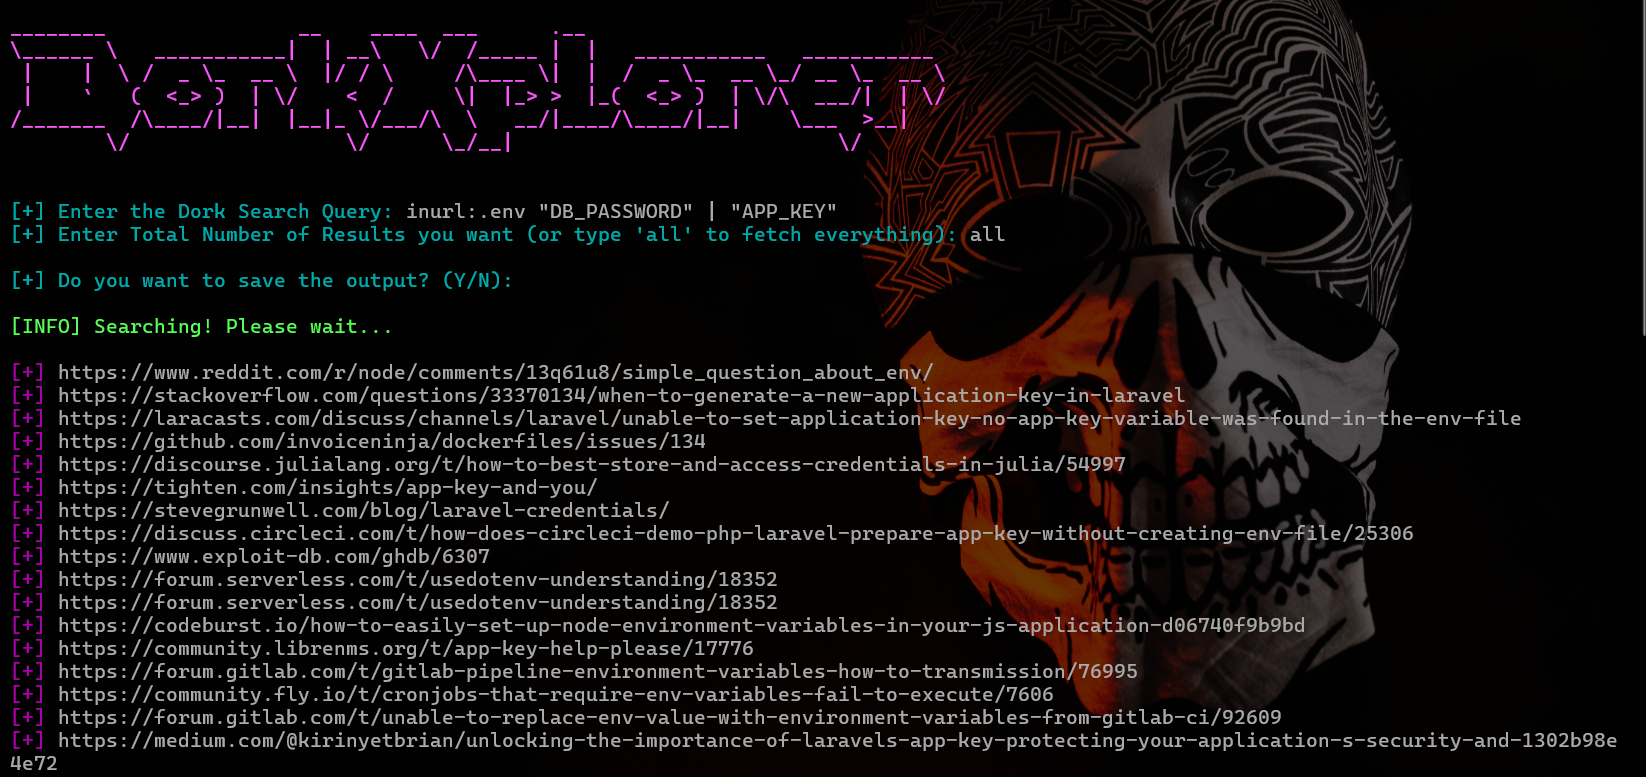 DorkXplorer
[+] Enter the Dork Search Query: inurl:.env "DB_PASSWORD" | "APP_KEY"
[+] Enter Total Number of Results you want (or type 'all' to fetch everything): all
[+] Do you want to save the output? (Y/N):
[INFO] Searching! Please wait...
[+] https://www.reddit.com/r/node/comments/13q61u8/simple_question_about_env/
[+] https://stackoverflow.com/questions/33370134/when-to-generate-a-new-application-key-in-laravel
[+] https://laracasts.com/discuss/channels/laravel/unable-to-set-application-key-no-app-key-variable-was-found-in-the-env-file
[+] https://github.com/invoiceninja/dockerfiles/issues/134
[+] https://discourse.julialang.org/t/how-to-best-store-and-access-credentials-in-julia/54997
[+] https://tighten.com/insights/app-key-and-you/
[+] https://stevegrunwell.com/blog/laravel-credentials/
[+] https://discuss.circleci.com/t/how-does-circleci-demo-php-laravel-prepare-app-key-without-creating-env-file/25306
[+] https://www.exploit-db.com/ghdb/6307
[+] https://forum.serverless.com/t/usedotenv-understanding/18352
[+] https://forum.serverless.com/t/usedotenv-understanding/18352
[+] https://codeburst.io/how-to-easily-set-up-node-environment-variables-in-your-js-application-d06740f9b9bd
[+] https://community.librenms.org/t/app-key-help-please/17776
[+] https://forum.gitlab.com/t/gitlab-pipeline-environment-variables-how-to-transmission/76995
[+] https://community.fly.io/t/cronjobs-that-require-env-variables-fail-to-execute/7606
[+] https://forum.gitlab.com/t/unable-to-replace-env-value-with-environment-variables-from-gitlab-ci/92609
[+] https://medium.com/@kirinyetbrian/unlocking-the-importance-of-laravels-app-key-protecting-your-application-s-security-and-1302b98e
4e72